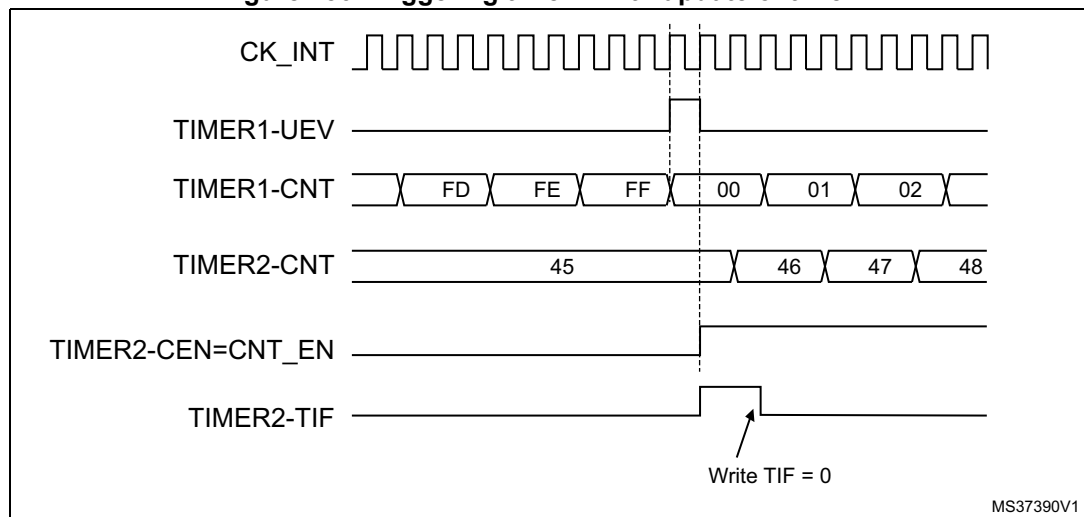 CK_INT
TIMER1-UEV
TIMER1-CNT FD FE FF 00 01 02
TIMER2-CNT 45 46 47 48
TIMER2-CEN=CNT_EN
TIMER2-TIF
Write TIF = 0
MS37390V1